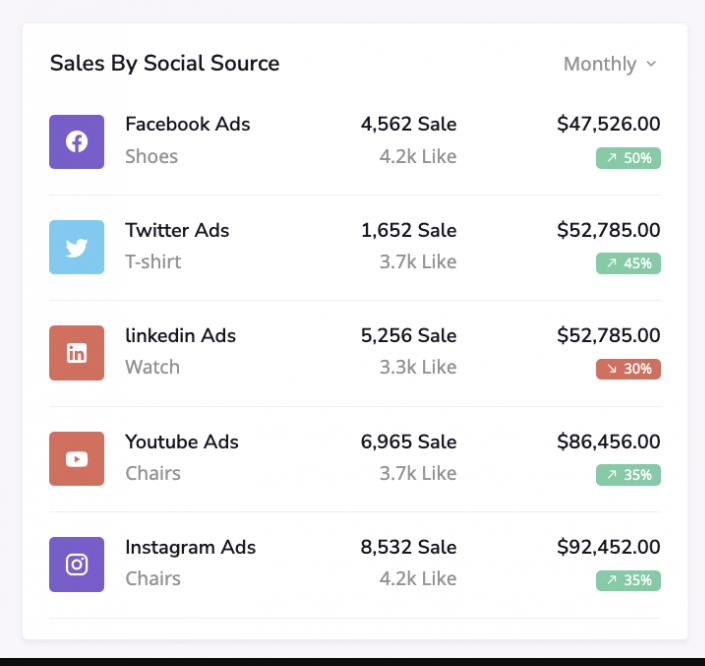 Sales By Social Source Monthly
Facebook Ads 4,562 Sale $47,526.00
Shoes 4.2k Like 50%
Twitter Ads 1,652 Sale $52,785.00
T-shirt 3.7k Like 45%
linkedin Ads 5,256 Sale $52,785.00
Watch 3.3k Like 30%
Youtube Ads 6,965 Sale $86,456.00
Chairs 3.7k Like 35%
Instagram Ads 8,532 Sale $92,452.00
Chairs 4.2k Like 35%